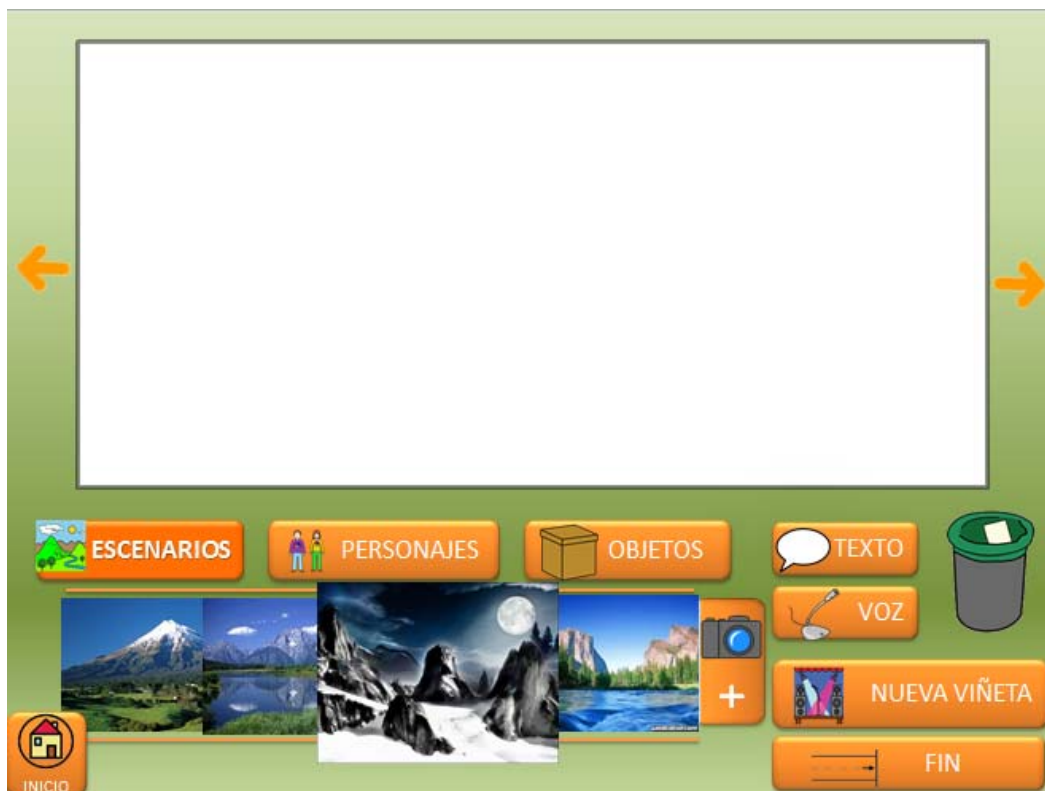 ESCENARIOS
PERSONAJES
OBJETOS
TEXTO
VOZ
+
NUEVA VIÑETA
FIN
INICIO